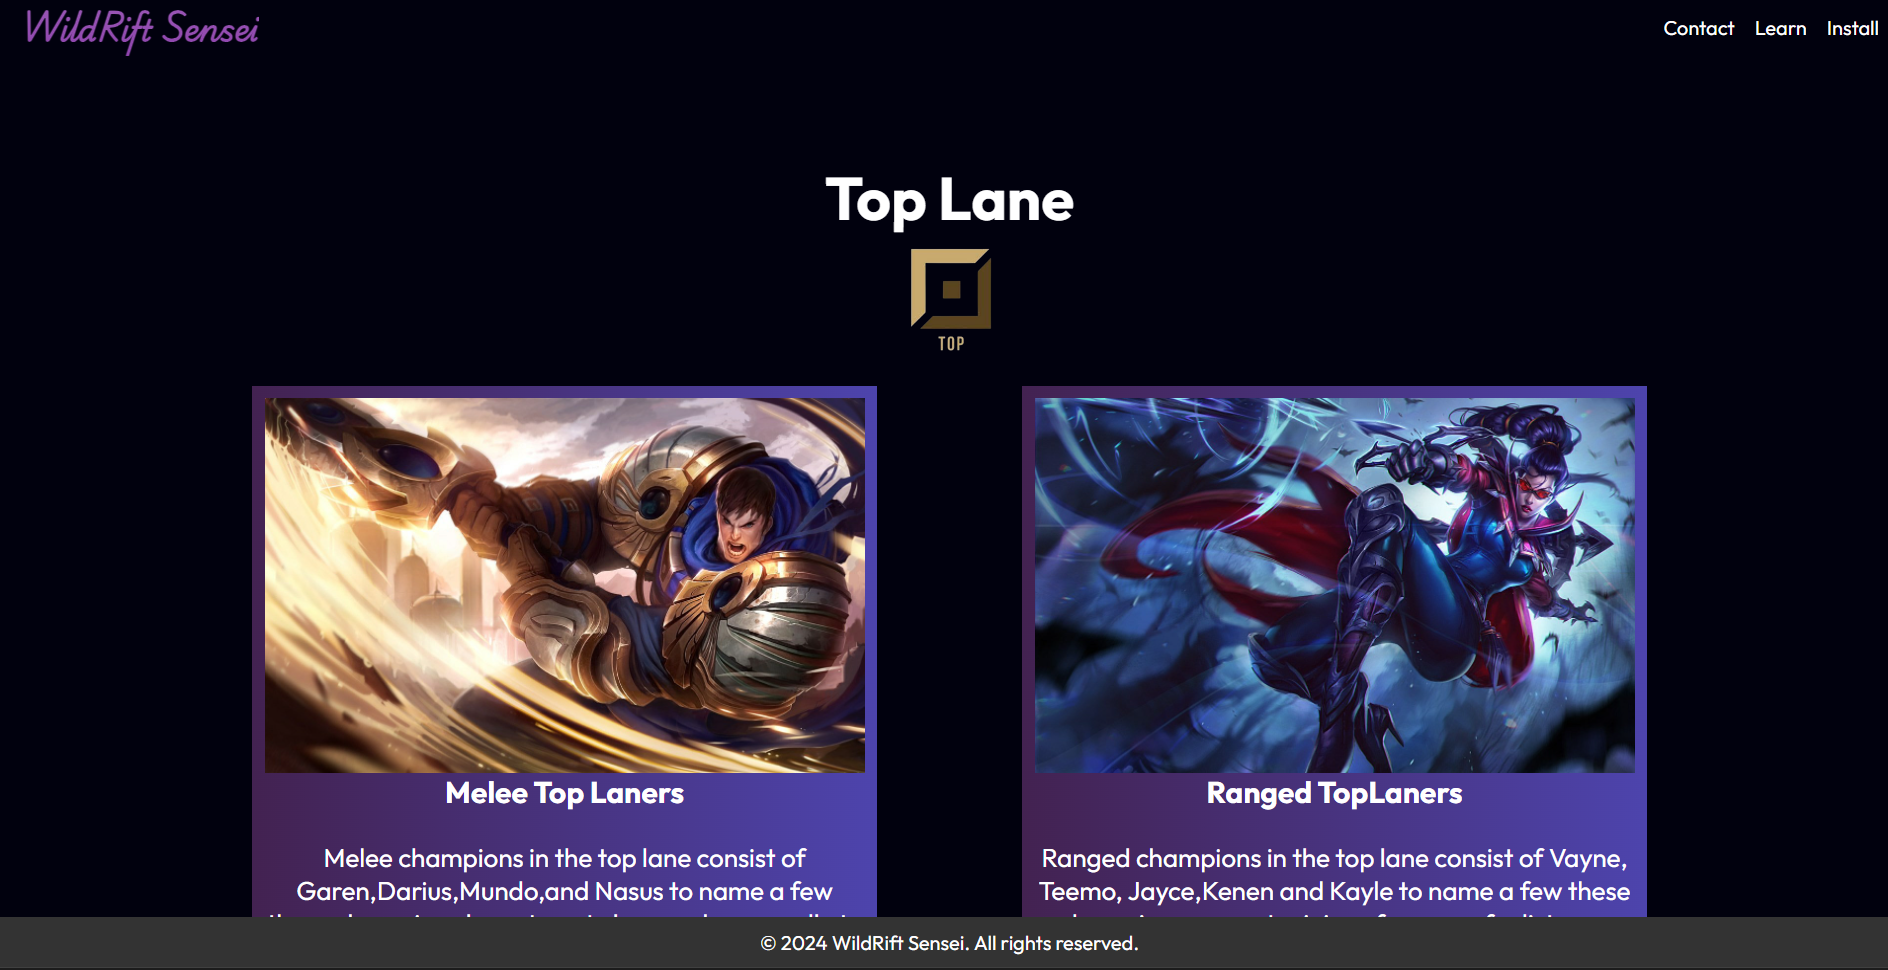 WildRift Sensei
Contact Learn Install
Top Lane
TOP
Melee Top Laners
Melee champions in the top lane consist of
Garen,Darius,Mundo,and Nasus to name a few
Ranged TopLaners
Ranged champions in the top lane consist of Vayne,
Teemo, Jayce,Kenen and Kayle to name a few these
© 2024 WildRift Sensei. All rights reserved.